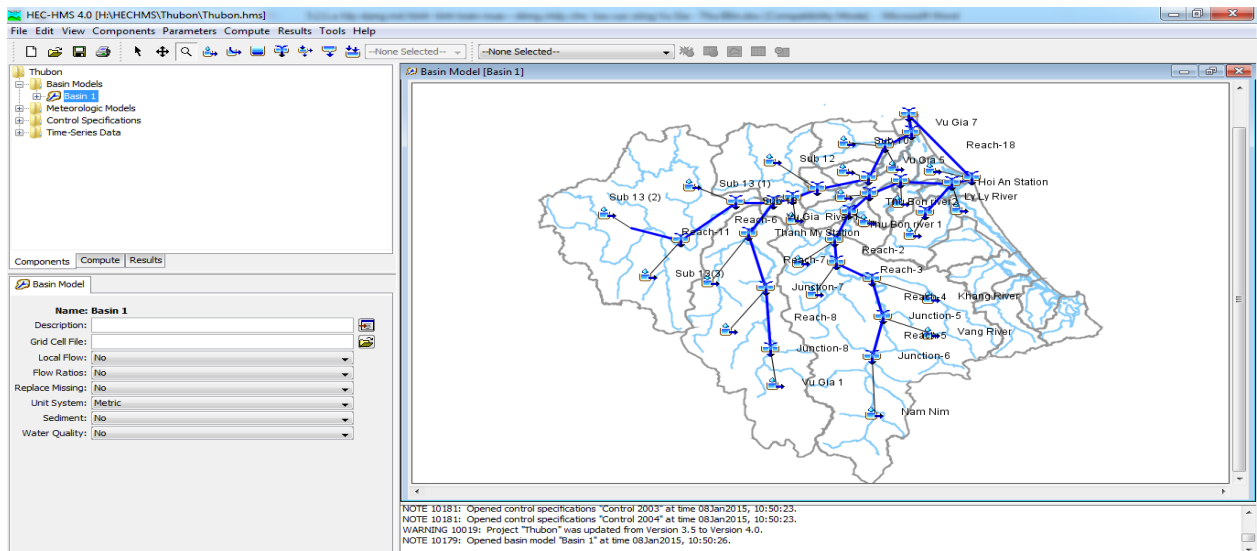 HEC-HMS 4.0 [H:\HECHMS\Thubon\Thubon.hms]
File Edit View Components Parameters Compute Results Tools Help
--None Selected-- --None Selected--
Thubon
Basin Models
Basin 1
Meteorologic Models
Control Specifications
Time-Series Data
Components Compute Results
Basin Model
Name: Basin 1
Description:
Grid Cell File:
Local Flow: No
Flow Ratios: No
Replace Missing: No
Unit System: Metric
Sediment: No
Water Quality: No
Basin Model [Basin 1]
Vu Gia 7
Sub 10
Reach-18
Sub 12
Vu Gia 5
Sub 13 (1)
Hoi An Station
Sub 13 (2)
Ly Ly River
Thu Bon river2
Reach-6
Vu Gia River
Thu Bon river 1
Reach-11
Thanh My Station
Reach-2
Reach-7
Sub 13(3)
Reach-3
Junction-7
Reach-4
Khang River
Reach-8
Junction-5
Reach-5
Vang River
Junction-8
Junction-6
Vu Gia 1
Nam Nim
NOTE 10181: Opened control specifications "Control 2003" at time 08Jan2015, 10:50:23.
NOTE 10181: Opened control specifications "Control 2004" at time 08Jan2015, 10:50:23.
WARNING 10019: Project "Thubon" was updated from Version 3.5 to Version 4.0.
NOTE 10179: Opened basin model "Basin 1" at time 08Jan2015, 10:50:26.